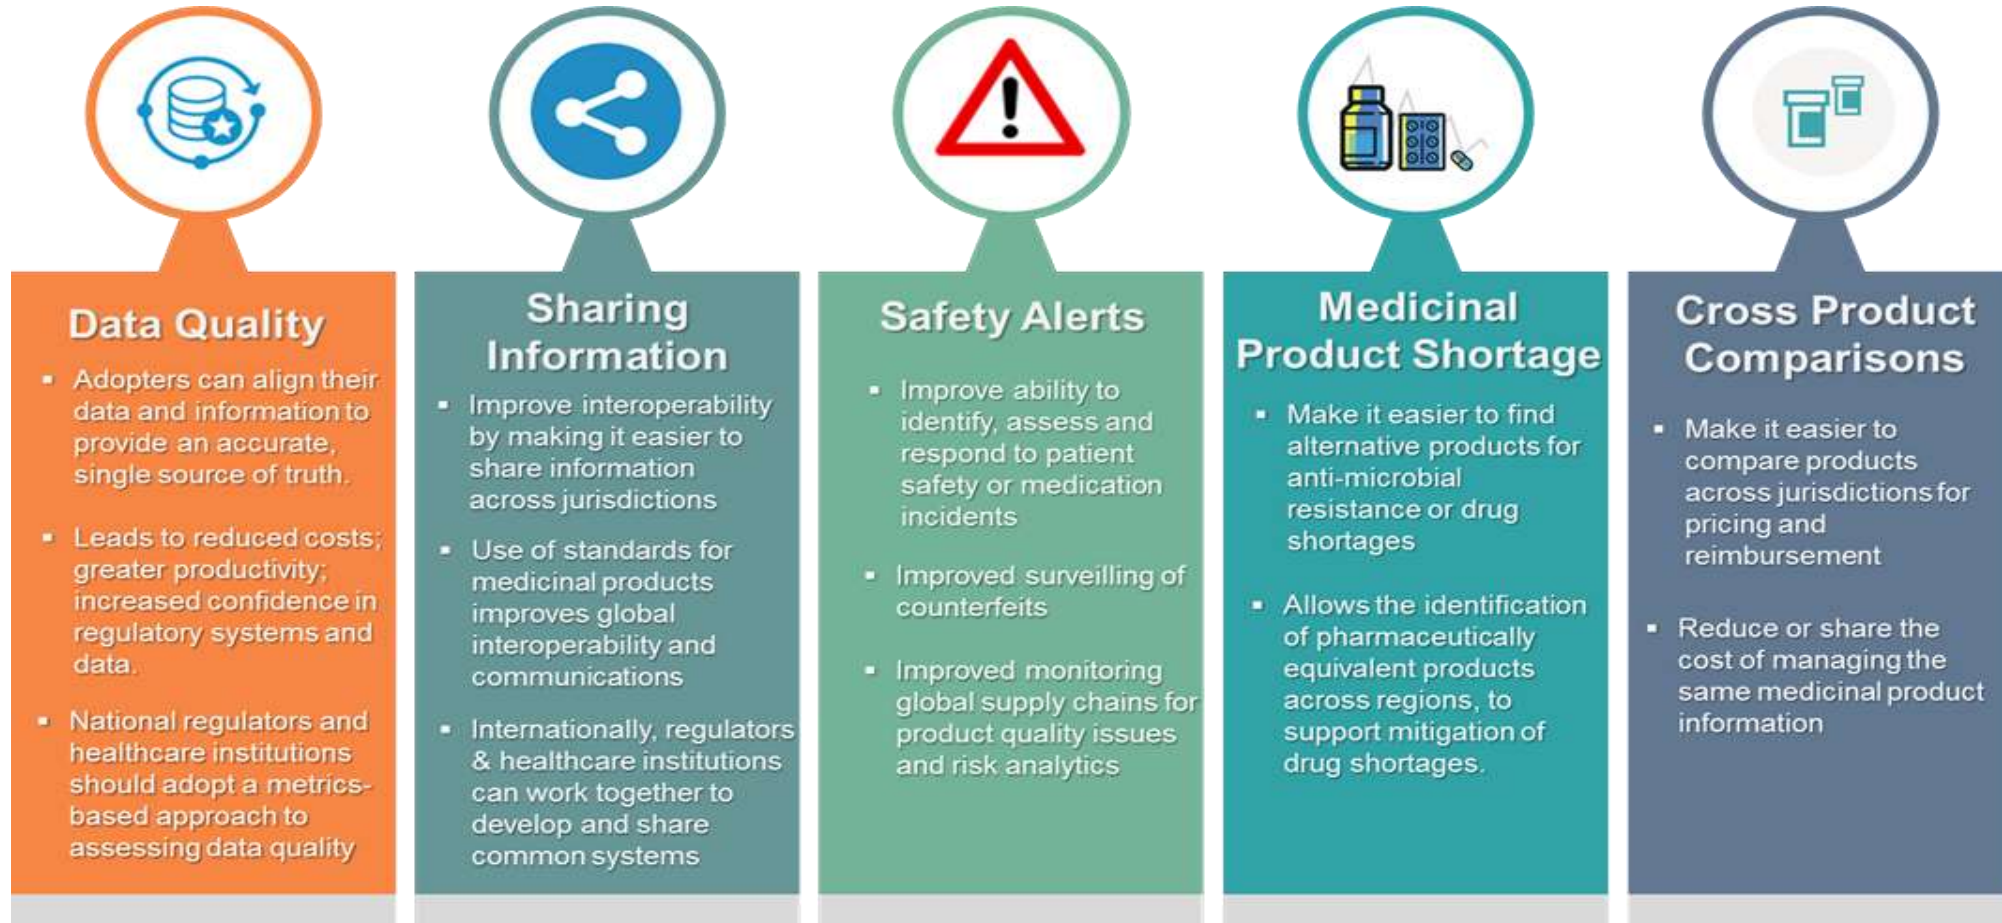 Data Quality
▪ Adopters can align their
data and information to
provide an accurate,
single source of truth.
▪ Leads to reduced costs;
greater productivity;
increased confidence in
regulatory systems and
data.
▪ National regulators and
healthcare institutions
should adopt a metrics-
based approach to
assessing data quality
Sharing
Information
▪ Improve interoperability
by making it easier to
share information
across jurisdictions
▪ Use of standards for
medicinal products
improves global
interoperability and
communications
▪ Internationally, regulators
& healthcare institutions
can work together to
develop and share
common systems
Safety Alerts
▪ Improve ability to
identify, assess and
respond to patient
safety or medication
incidents
▪ Improved surveilling of
counterfeits
▪ Improved monitoring
global supply chains for
product quality issues
and risk analytics
Medicinal
Product Shortage
▪ Make it easier to find
alternative products for
anti-microbial
resistance or drug
shortages
▪ Allows the identification
of pharmaceutically
equivalent products
across regions, to
support mitigation of
drug shortages.
Cross Product
Comparisons
▪ Make it easier to
compare products
across jurisdictions for
pricing and
reimbursement
▪ Reduce or share the
cost of managing the
same medicinal product
information